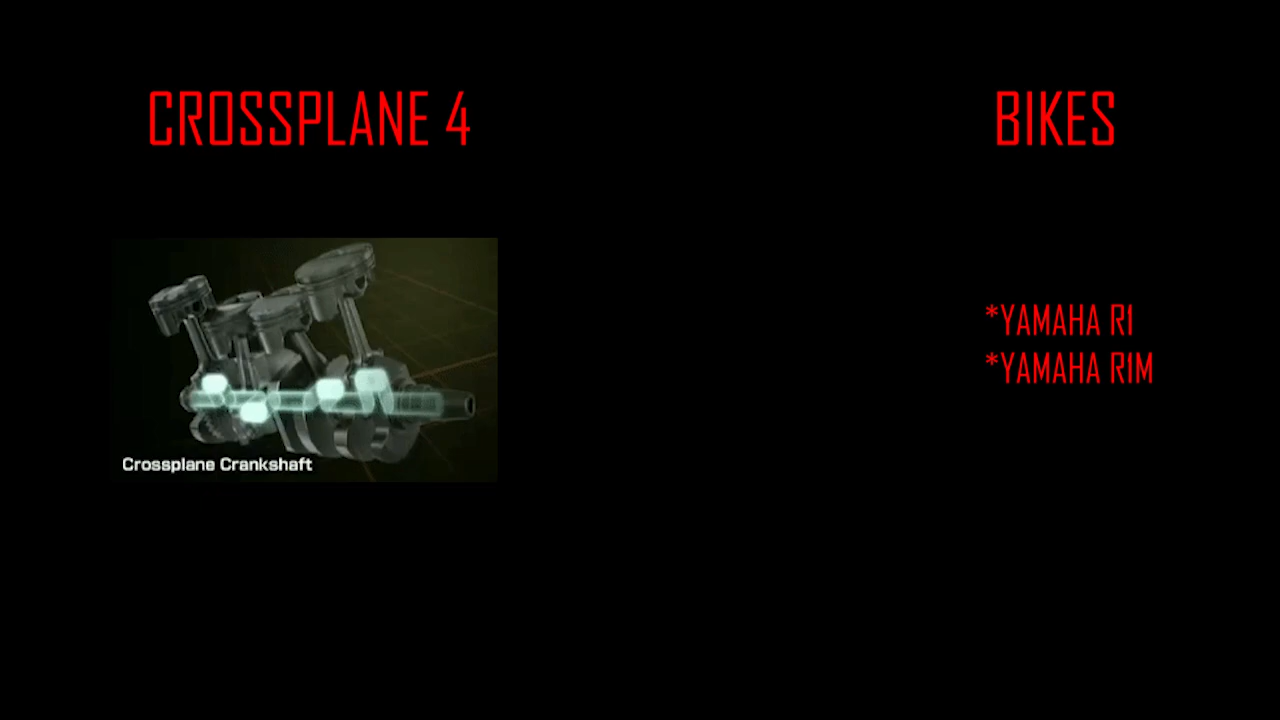 CROSSPLANE 4
BIKES
Crossplane Crankshaft
*YAMAHA R1
*YAMAHA R1M